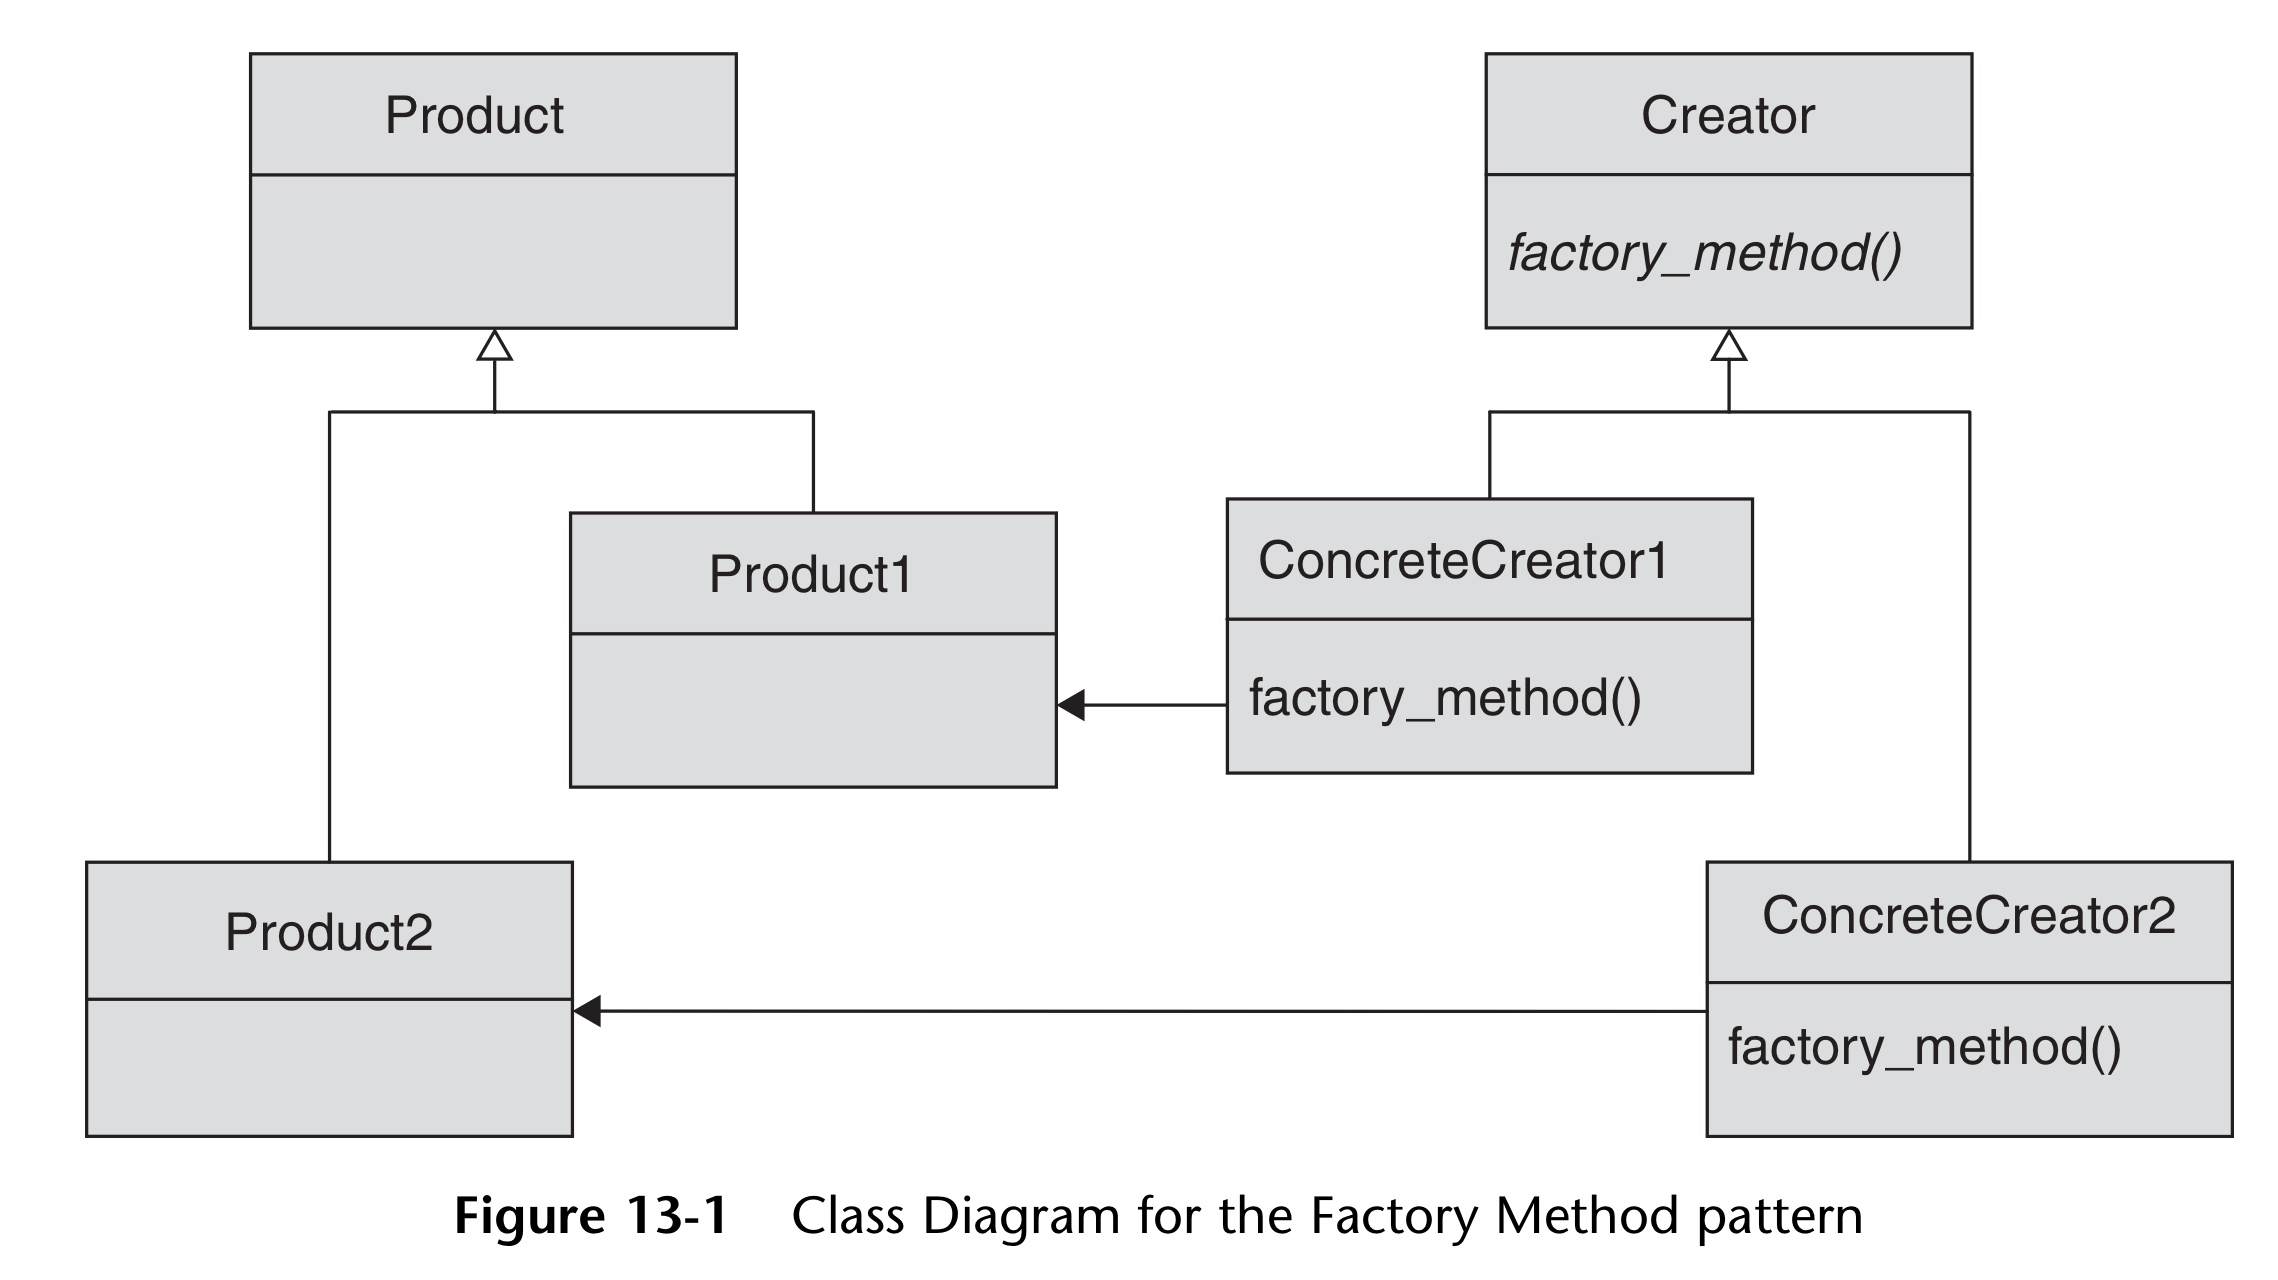 Product
Creator
factory_method()
Product1
ConcreteCreator1
factory_method()
Product2
ConcreteCreator2
factory_method()
Figure 13-1 Class Diagram for the Factory Method pattern